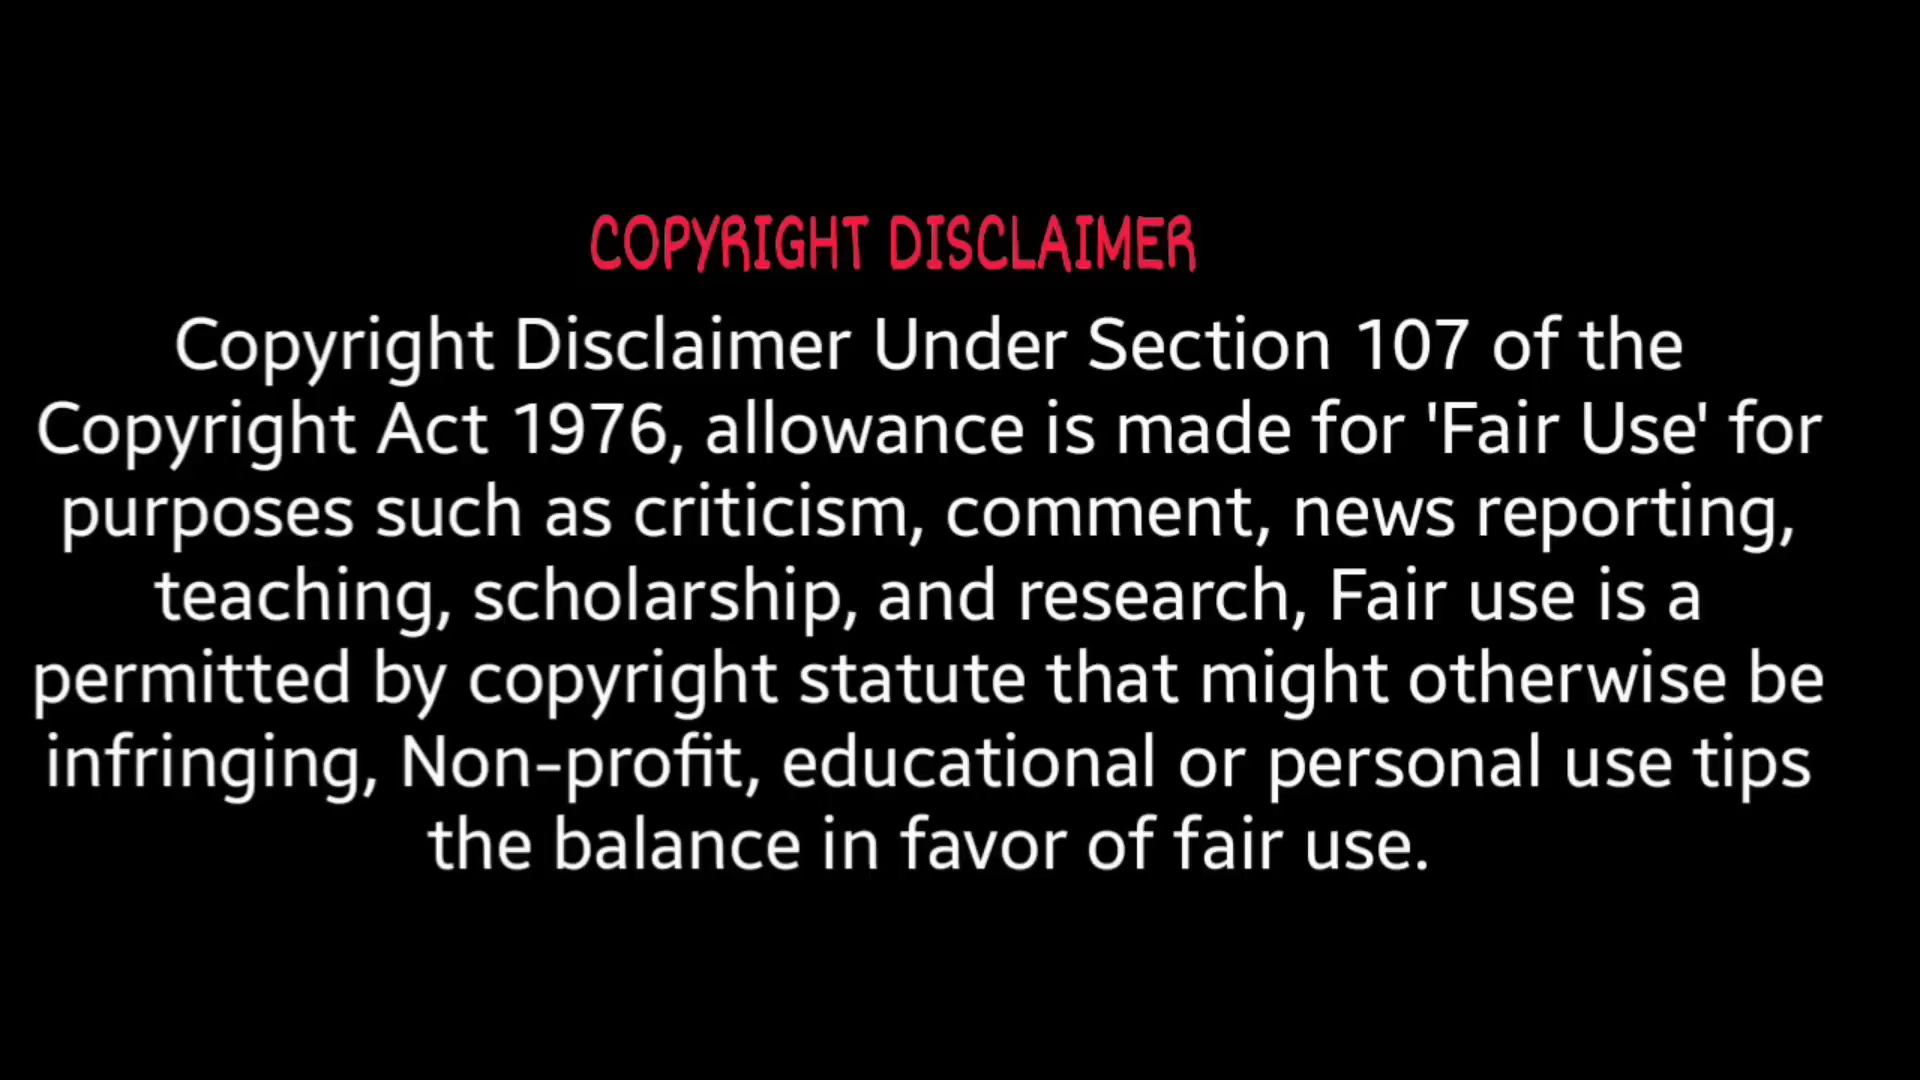 COPYRIGHT DISCLAIMER
Copyright Disclaimer Under Section 107 of the
Copyright Act 1976, allowance is made for 'Fair Use' for
purposes such as criticism, comment, news reporting,
teaching, scholarship, and research, Fair use is a
permitted by copyright statute that might otherwise be
infringing, Non-profit, educational or personal use tips
the balance in favor of fair use.